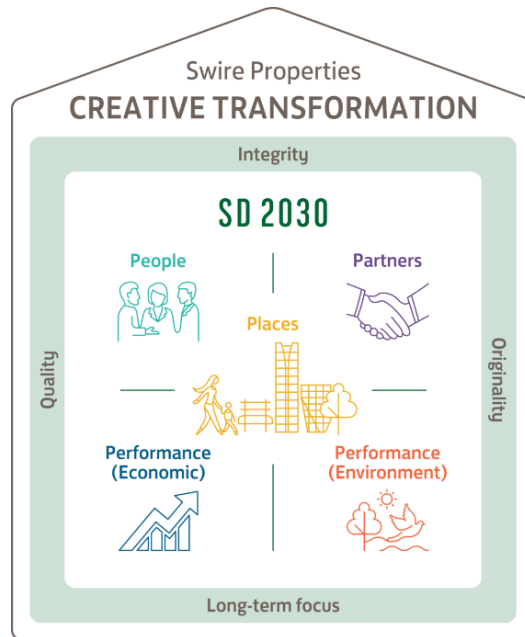 Swire Properties
CREATIVE TRANSFORMATION
Integrity
SD 2030
People
Partners
Places
Quality
Originality
Performance
(Economic)
Performance
(Environment)
Long-term focus